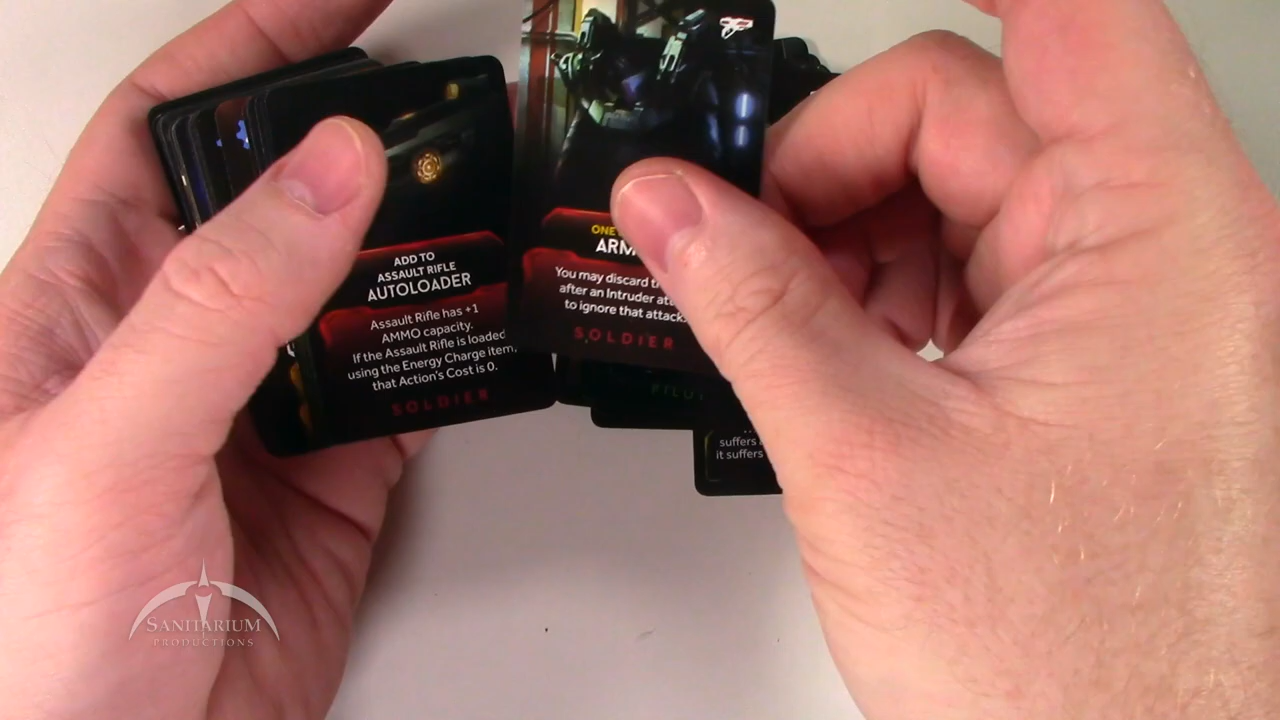 ADD TO
ASSAULT RIFLE
AUTOLOADER
Assault Rifle has +1
AMMO capacity.
If the Assault Rifle is loaded
using the Energy Charge item,
that Action's Cost is 0.
SOLDIER
ONE
You may discard
after an Intruder
to ignore that attack.
SOLDIER
PILOT
suffers
it suffers
SANITARIUM
PRODUCTIONS